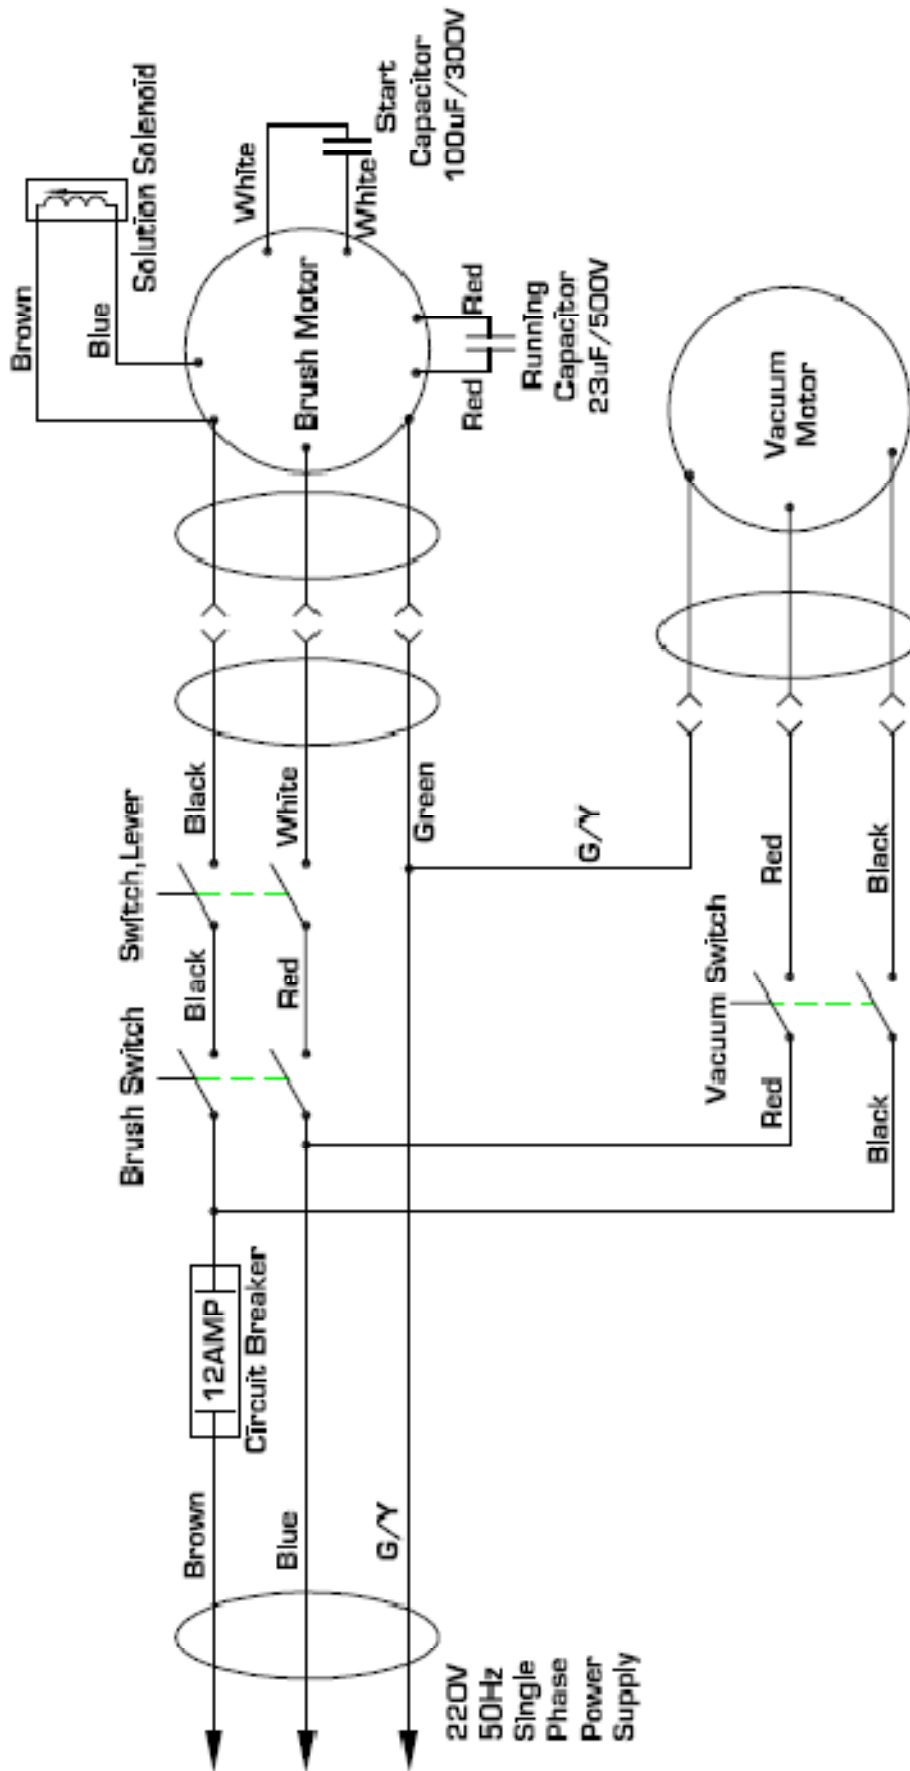 Solution Solenoid
Brown
Blue
White
White
Start
Capacitor
100uF/300V
Brush Motor
Red
Red
Running
Capacitor
23uF/500V
Vacuum
Motor
Switch,Lever
Black
White
Green
G/Y
Red
Black
Brush Switch
Black
Red
Vacuum Switch
Red
Black
12AMP
Circuit Breaker
Brown
Blue
G/Y
220V
50Hz
Single
Phase
Power
Supply